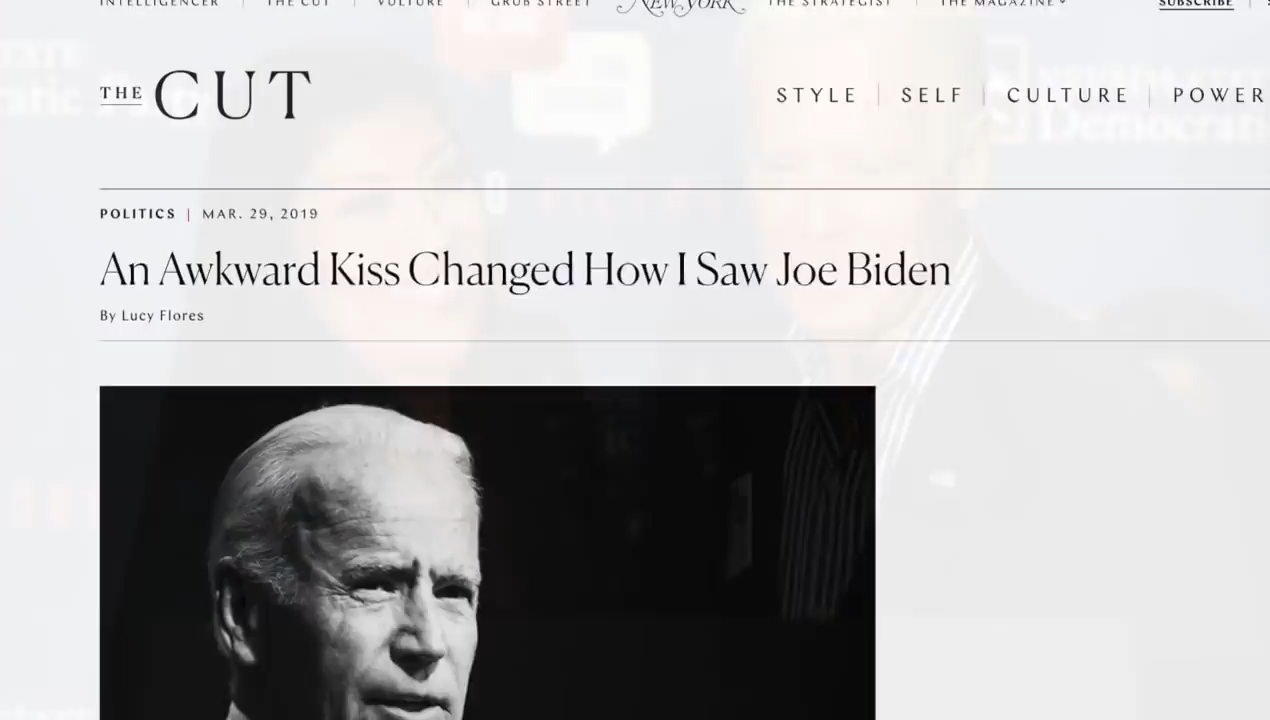 INTELLIGENCER | THE CUT | VULTURE | GRUB STREET NEW YORK THE STRATEGIST | THE MAGAZINE SUBSCRIBE
THE CUT
STYLE | SELF | CULTURE | POWER
POLITICS | MAR. 29, 2019
An Awkward Kiss Changed How I Saw Joe Biden
By Lucy Flores